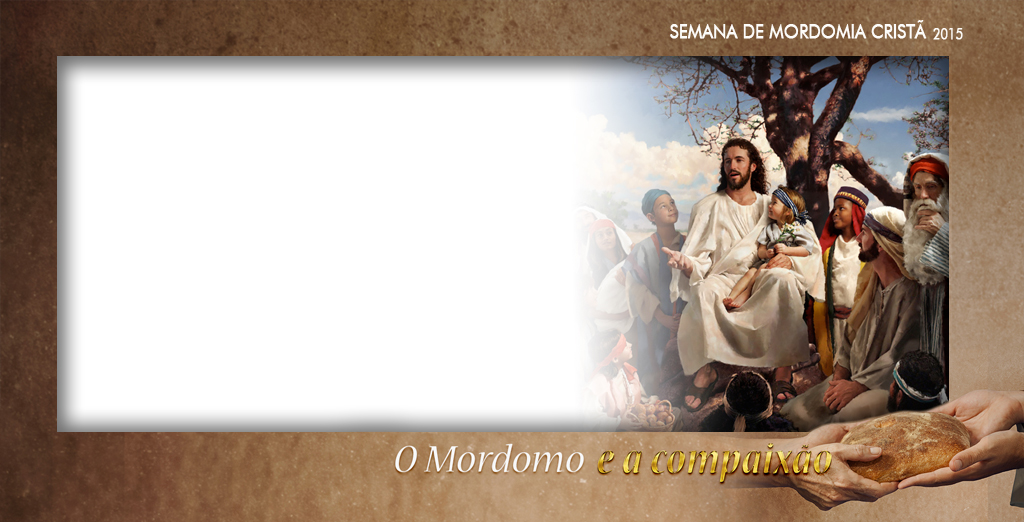 SEMANA DE MORDOMIA CRISTÃ 2015
O Mordomo e a compaixão